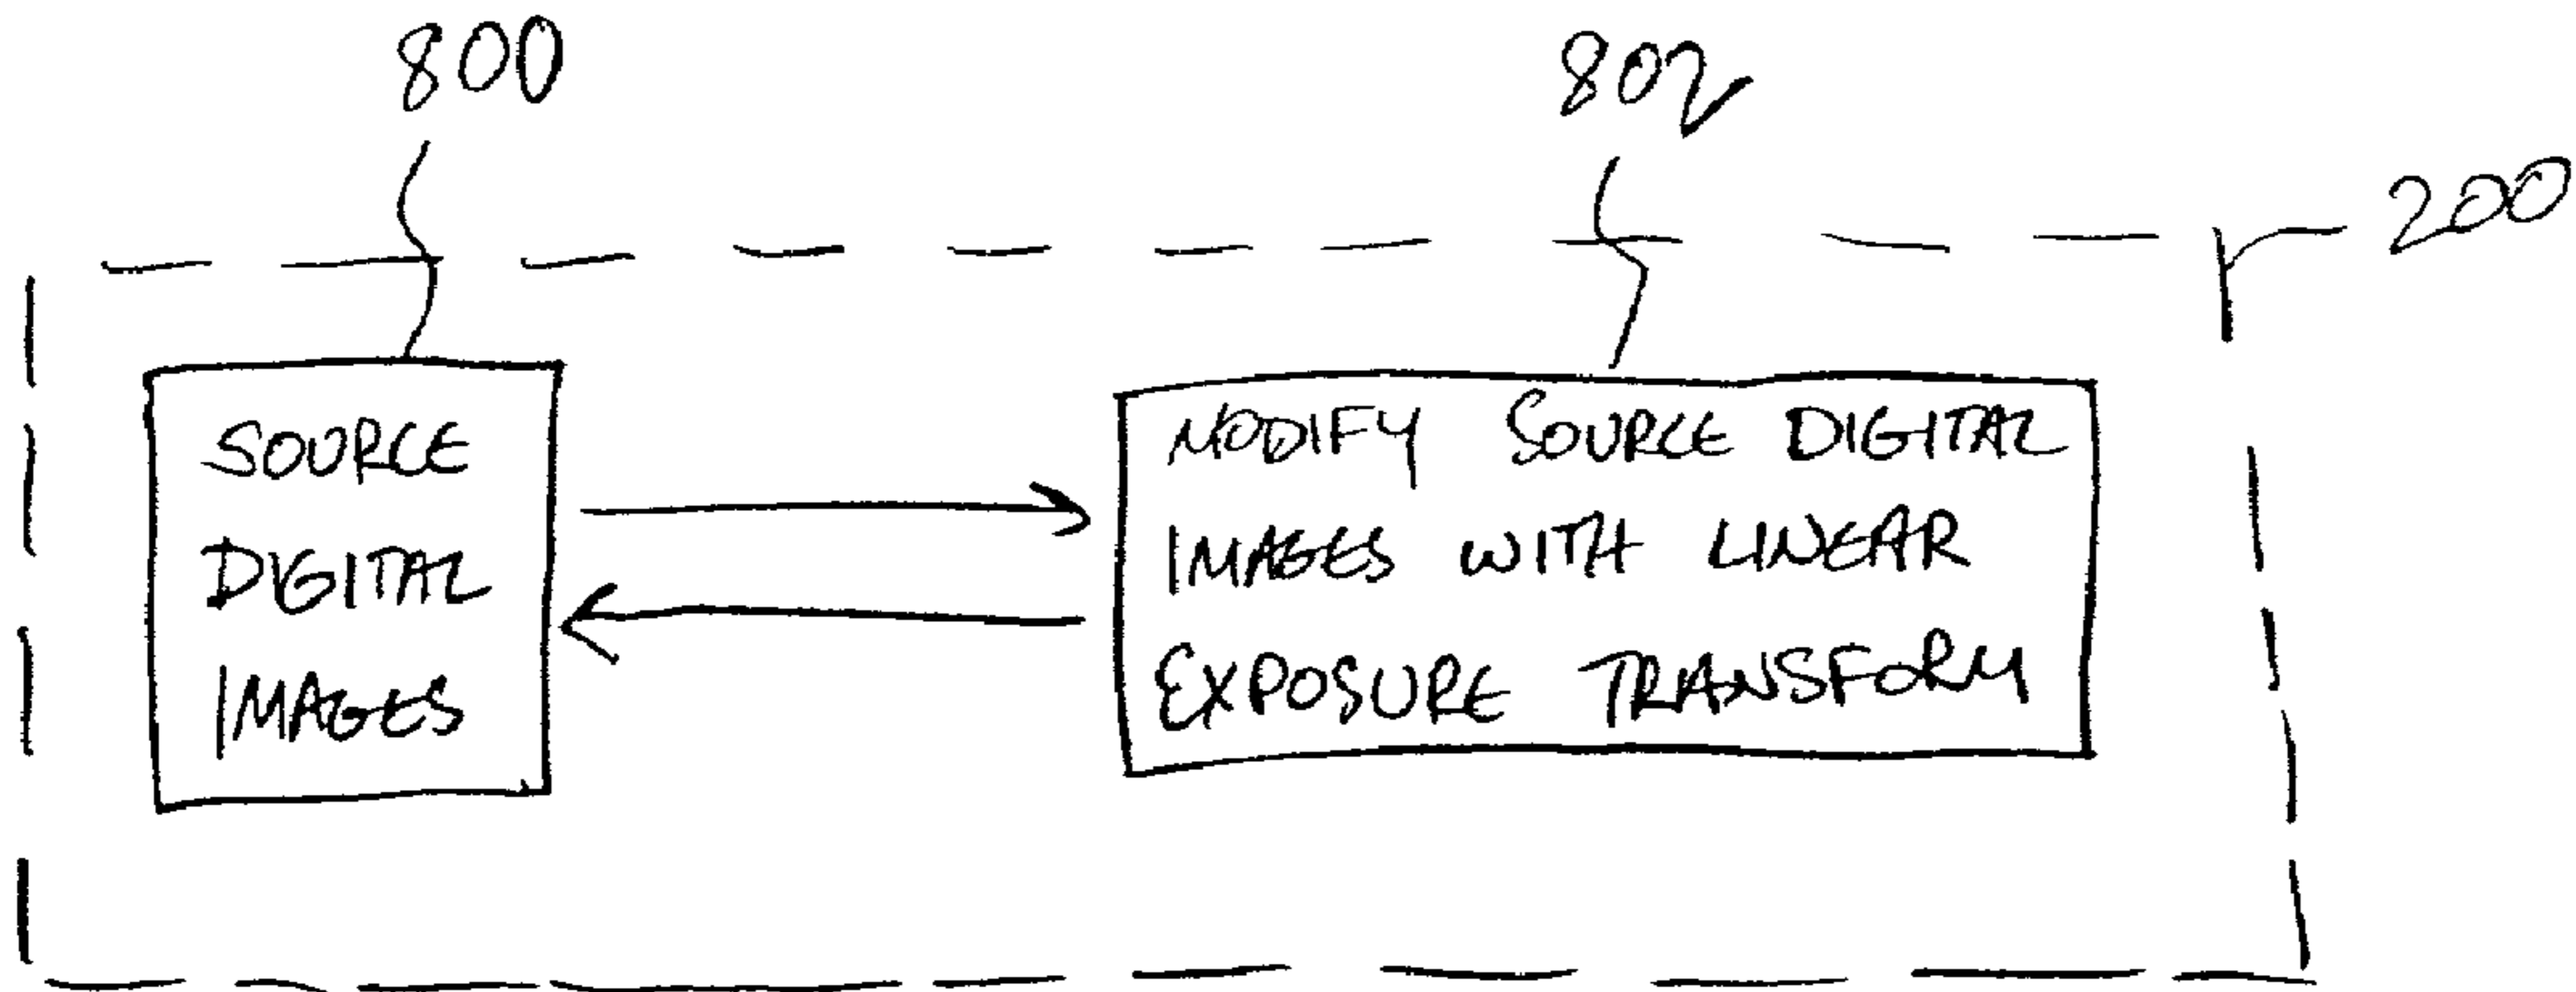 800
802
200
SOURCE
DIGITAL
IMAGES
MODIFY SOURCE DIGITAL
IMAGES WITH LINEAR
EXPOSURE TRANSFORM